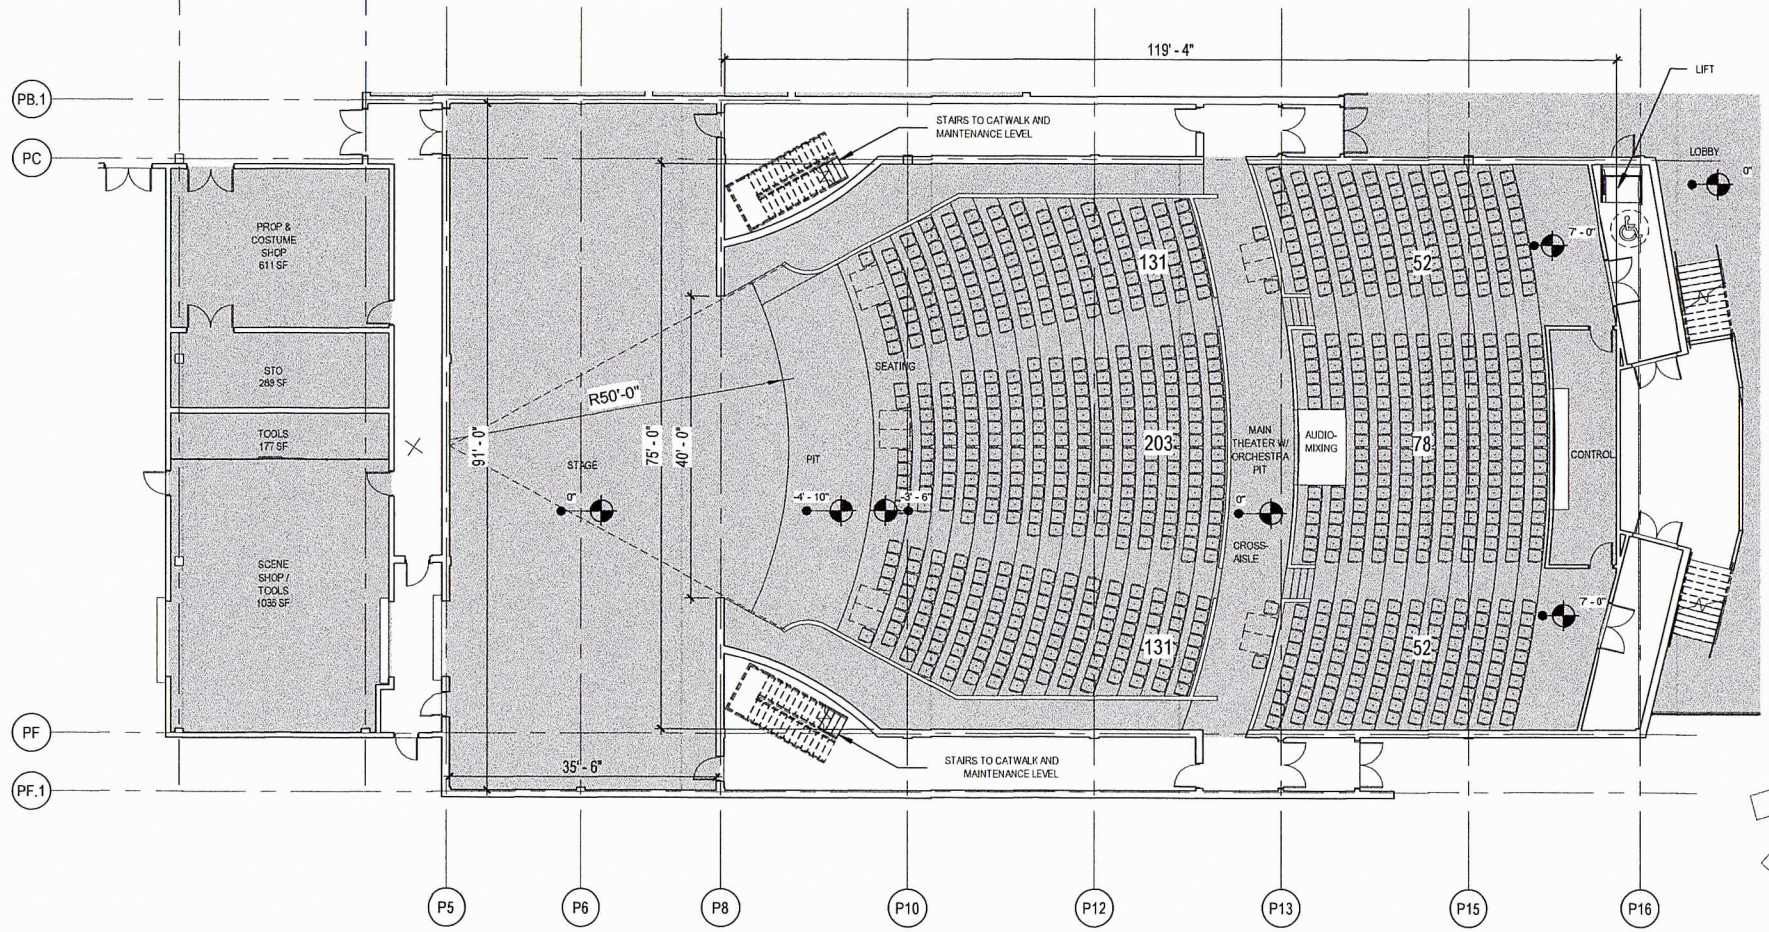 119' - 4"
LIFT
PB.1
STAIRS TO CATWALK AND
MAINTENANCE LEVEL
PC
LOBBY
0"
PROP &
COSTUME
SHOP
611 SF
7' - 0"
131
52
STO
289 SF
SEATING
R50'-0"
TOOLS
177 SF
91' - 0"
75' - 0"
40' - 0"
STAGE
PIT
203
MAIN
THEATER W/
ORCHESTRA
PIT
AUDIO-
MIXING
78
CONTROL
0"
-4' - 10"
-3' - 6"
0"
CROSS-
AISLE
SCENE
SHOP /
TOOLS
1035 SF
7' - 0"
131
52
PF
35' - 6"
STAIRS TO CATWALK AND
MAINTENANCE LEVEL
PF.1
P5
P6
P8
P10
P12
P13
P15
P16